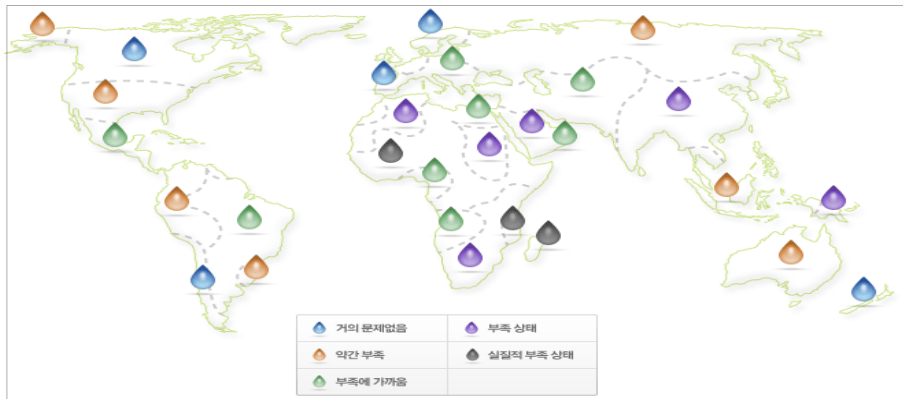 거의 문제없음
부족 상태
약간 부족
실질적 부족 상태
부족에 가까움